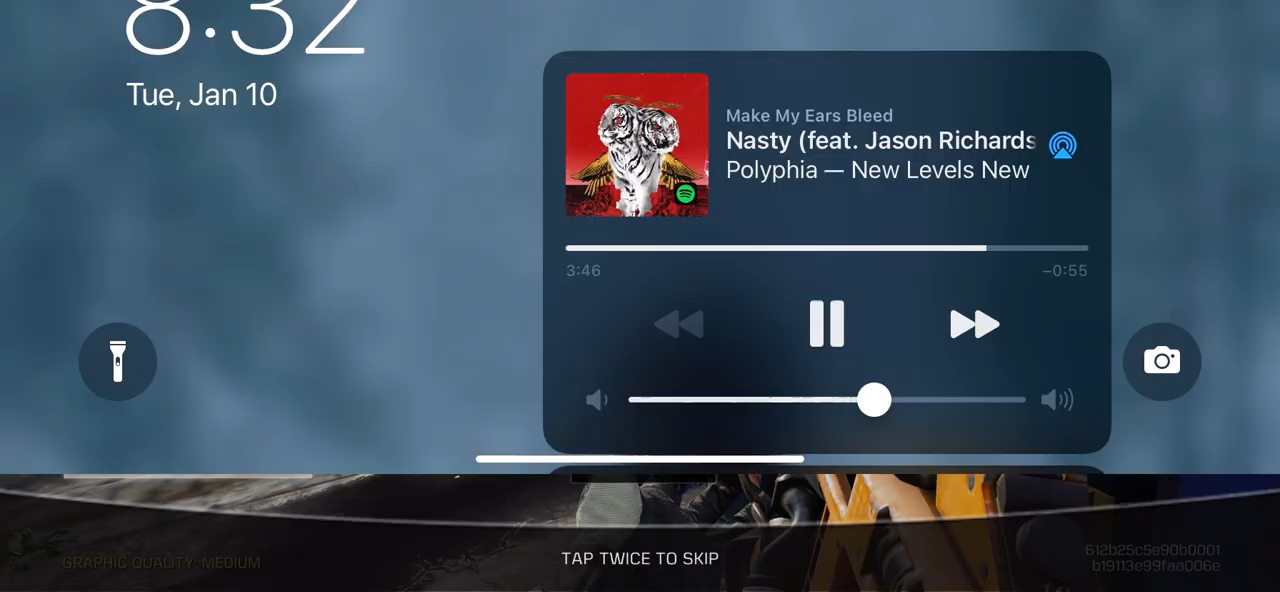 8:32
Tue, Jan 10
Make My Ears Bleed
Nasty (feat. Jason Richards
Polyphia — New Levels New
3:46
−0:55
TAP TWICE TO SKIP
GRAPHIC QUALITY: MEDIUM
612b25c5e90b0001
b19113e99faa006e